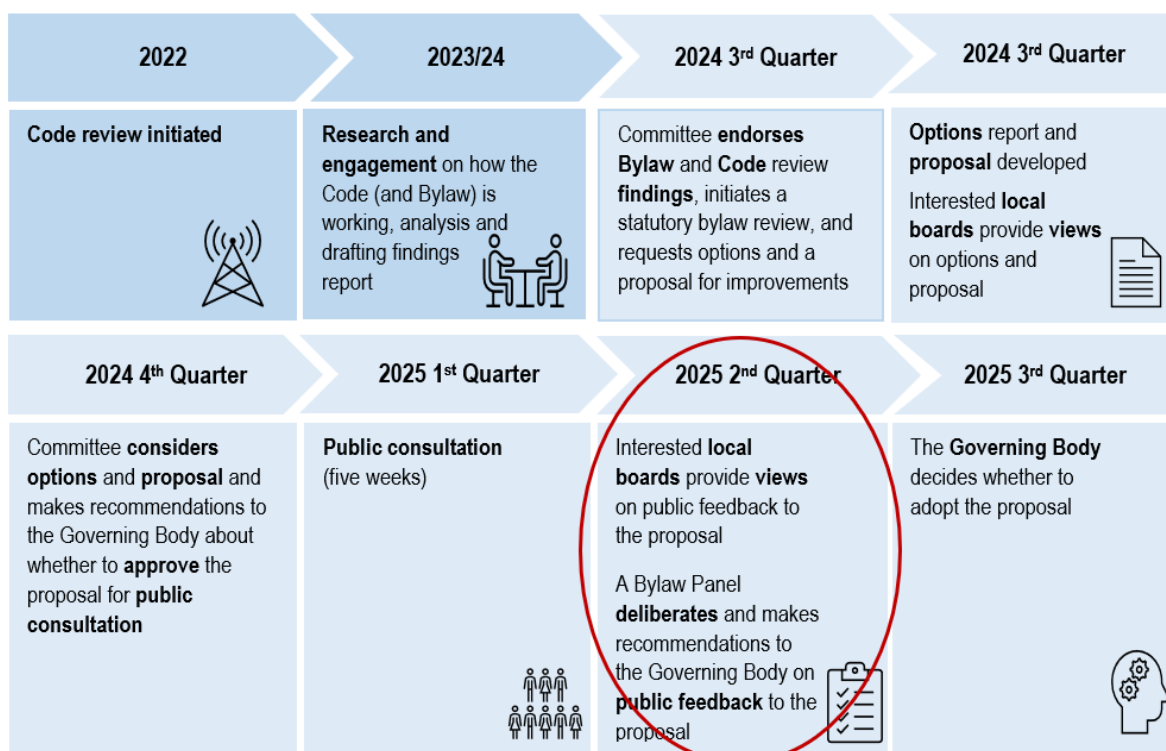 2022
2023/24
2024 3rd Quarter
2024 3rd Quarter
Code review initiated
Research and
engagement on how the
Code (and Bylaw) is
working, analysis and
drafting findings
report
Committee endorses
Bylaw and Code review
findings, initiates a
statutory bylaw review, and
requests options and a
proposal for improvements
Options report and
proposal developed
Interested local
boards provide views
on options and
proposal
2024 4th Quarter
2025 1st Quarter
2025 2nd Quarter
2025 3rd Quarter
Committee considers
options and proposal and
makes recommendations to
the Governing Body about
whether to approve the
proposal for public
consultation
Public consultation
(five weeks)
Interested local
boards provide views
on public feedback to
the proposal
A Bylaw Panel
deliberates and makes
recommendations to
the Governing Body on
public feedback to the
proposal
The Governing Body
decides whether to
adopt the proposal